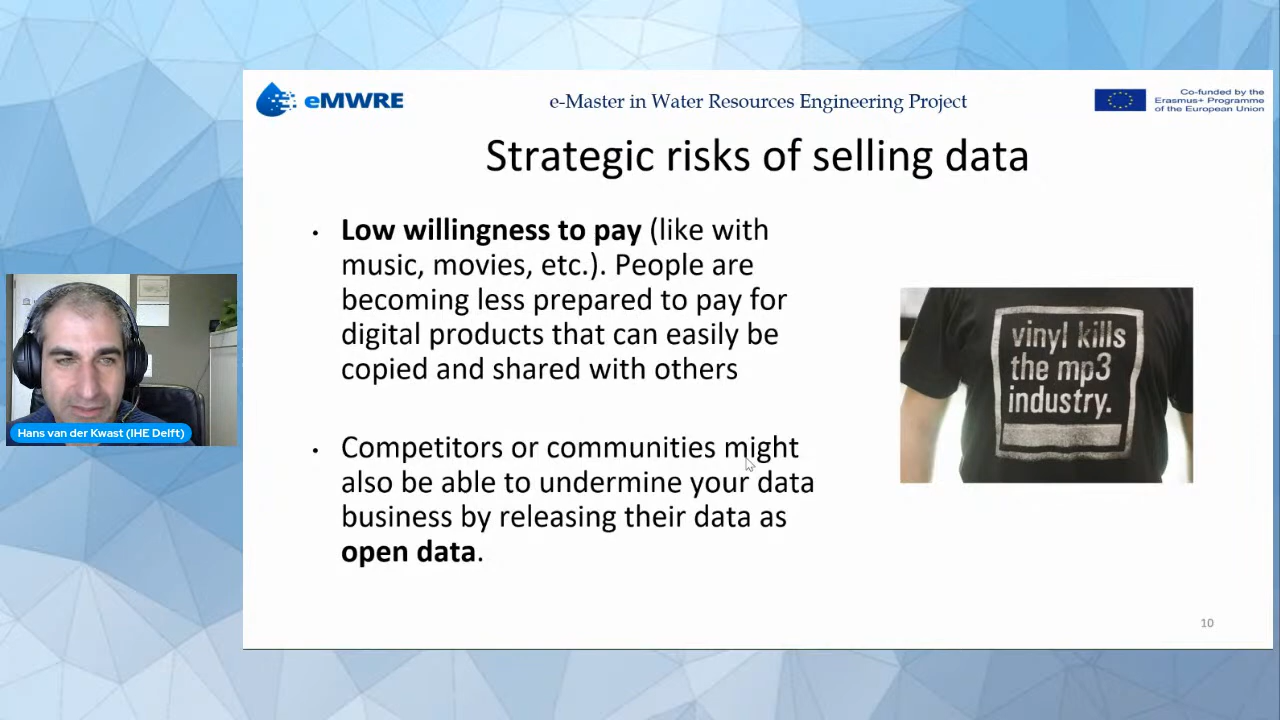 eMWRE
e-Master in Water Resources Engineering Project
Co-funded by the
Erasmus+ Programme
of the European Union
Strategic risks of selling data
• Low willingness to pay (like with
music, movies, etc.). People are
becoming less prepared to pay for
digital products that can easily be
copied and shared with others
vinyl kills
the mp3
industry.
Hans van der Kwast (IHE Delft)
• Competitors or communities might
also be able to undermine your data
business by releasing their data as
open data.
10